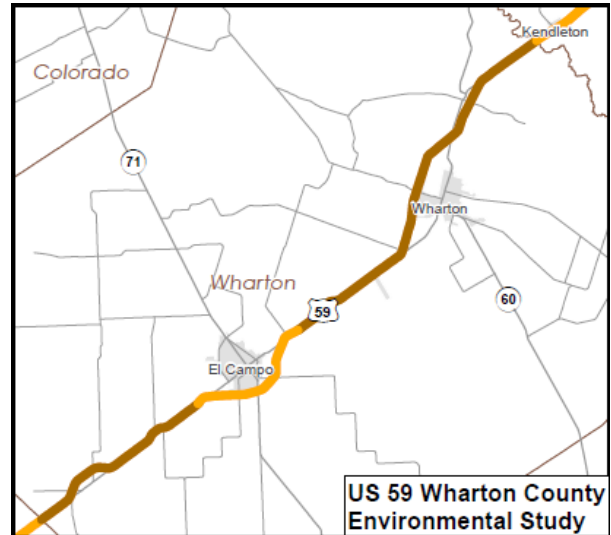 Kendleton
Colorado
71
Wharton
Wharton
60
59
El Campo
US 59 Wharton County
Environmental Study